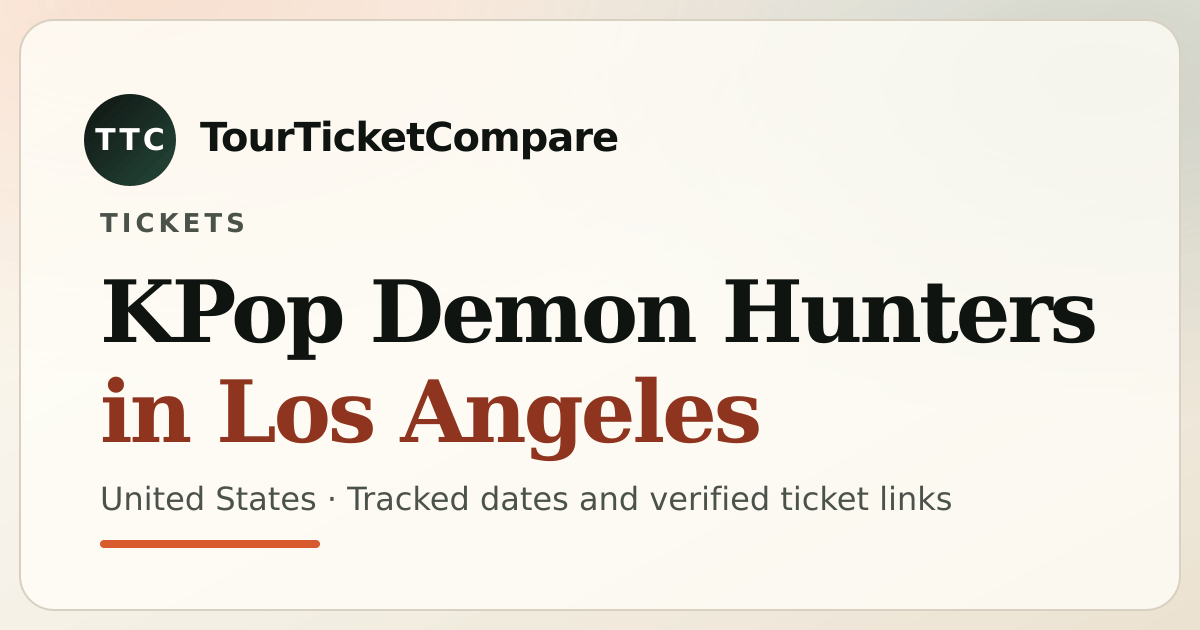 TTC TourTicketCompare
TICKETS
KPop Demon Hunters
in Los Angeles
United States · Tracked dates and verified ticket links